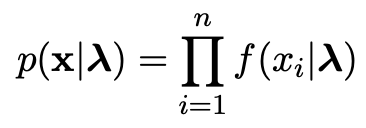 p(𝐱|𝛌) = ∏_{i=1}^{n} f(x_i|𝛌)